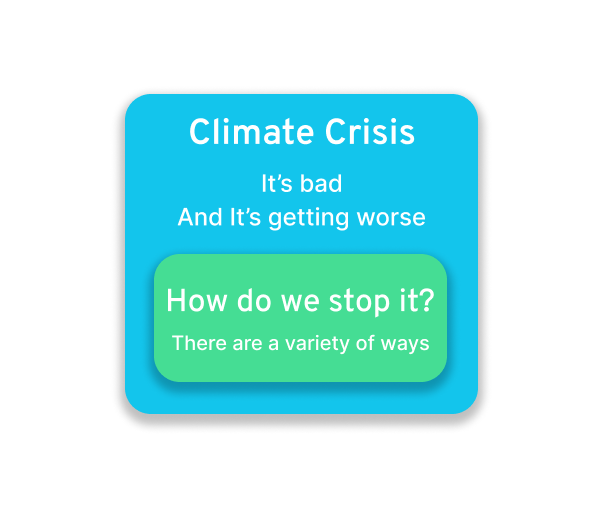 Climate Crisis
It’s bad
And It’s getting worse
How do we stop it?
There are a variety of ways